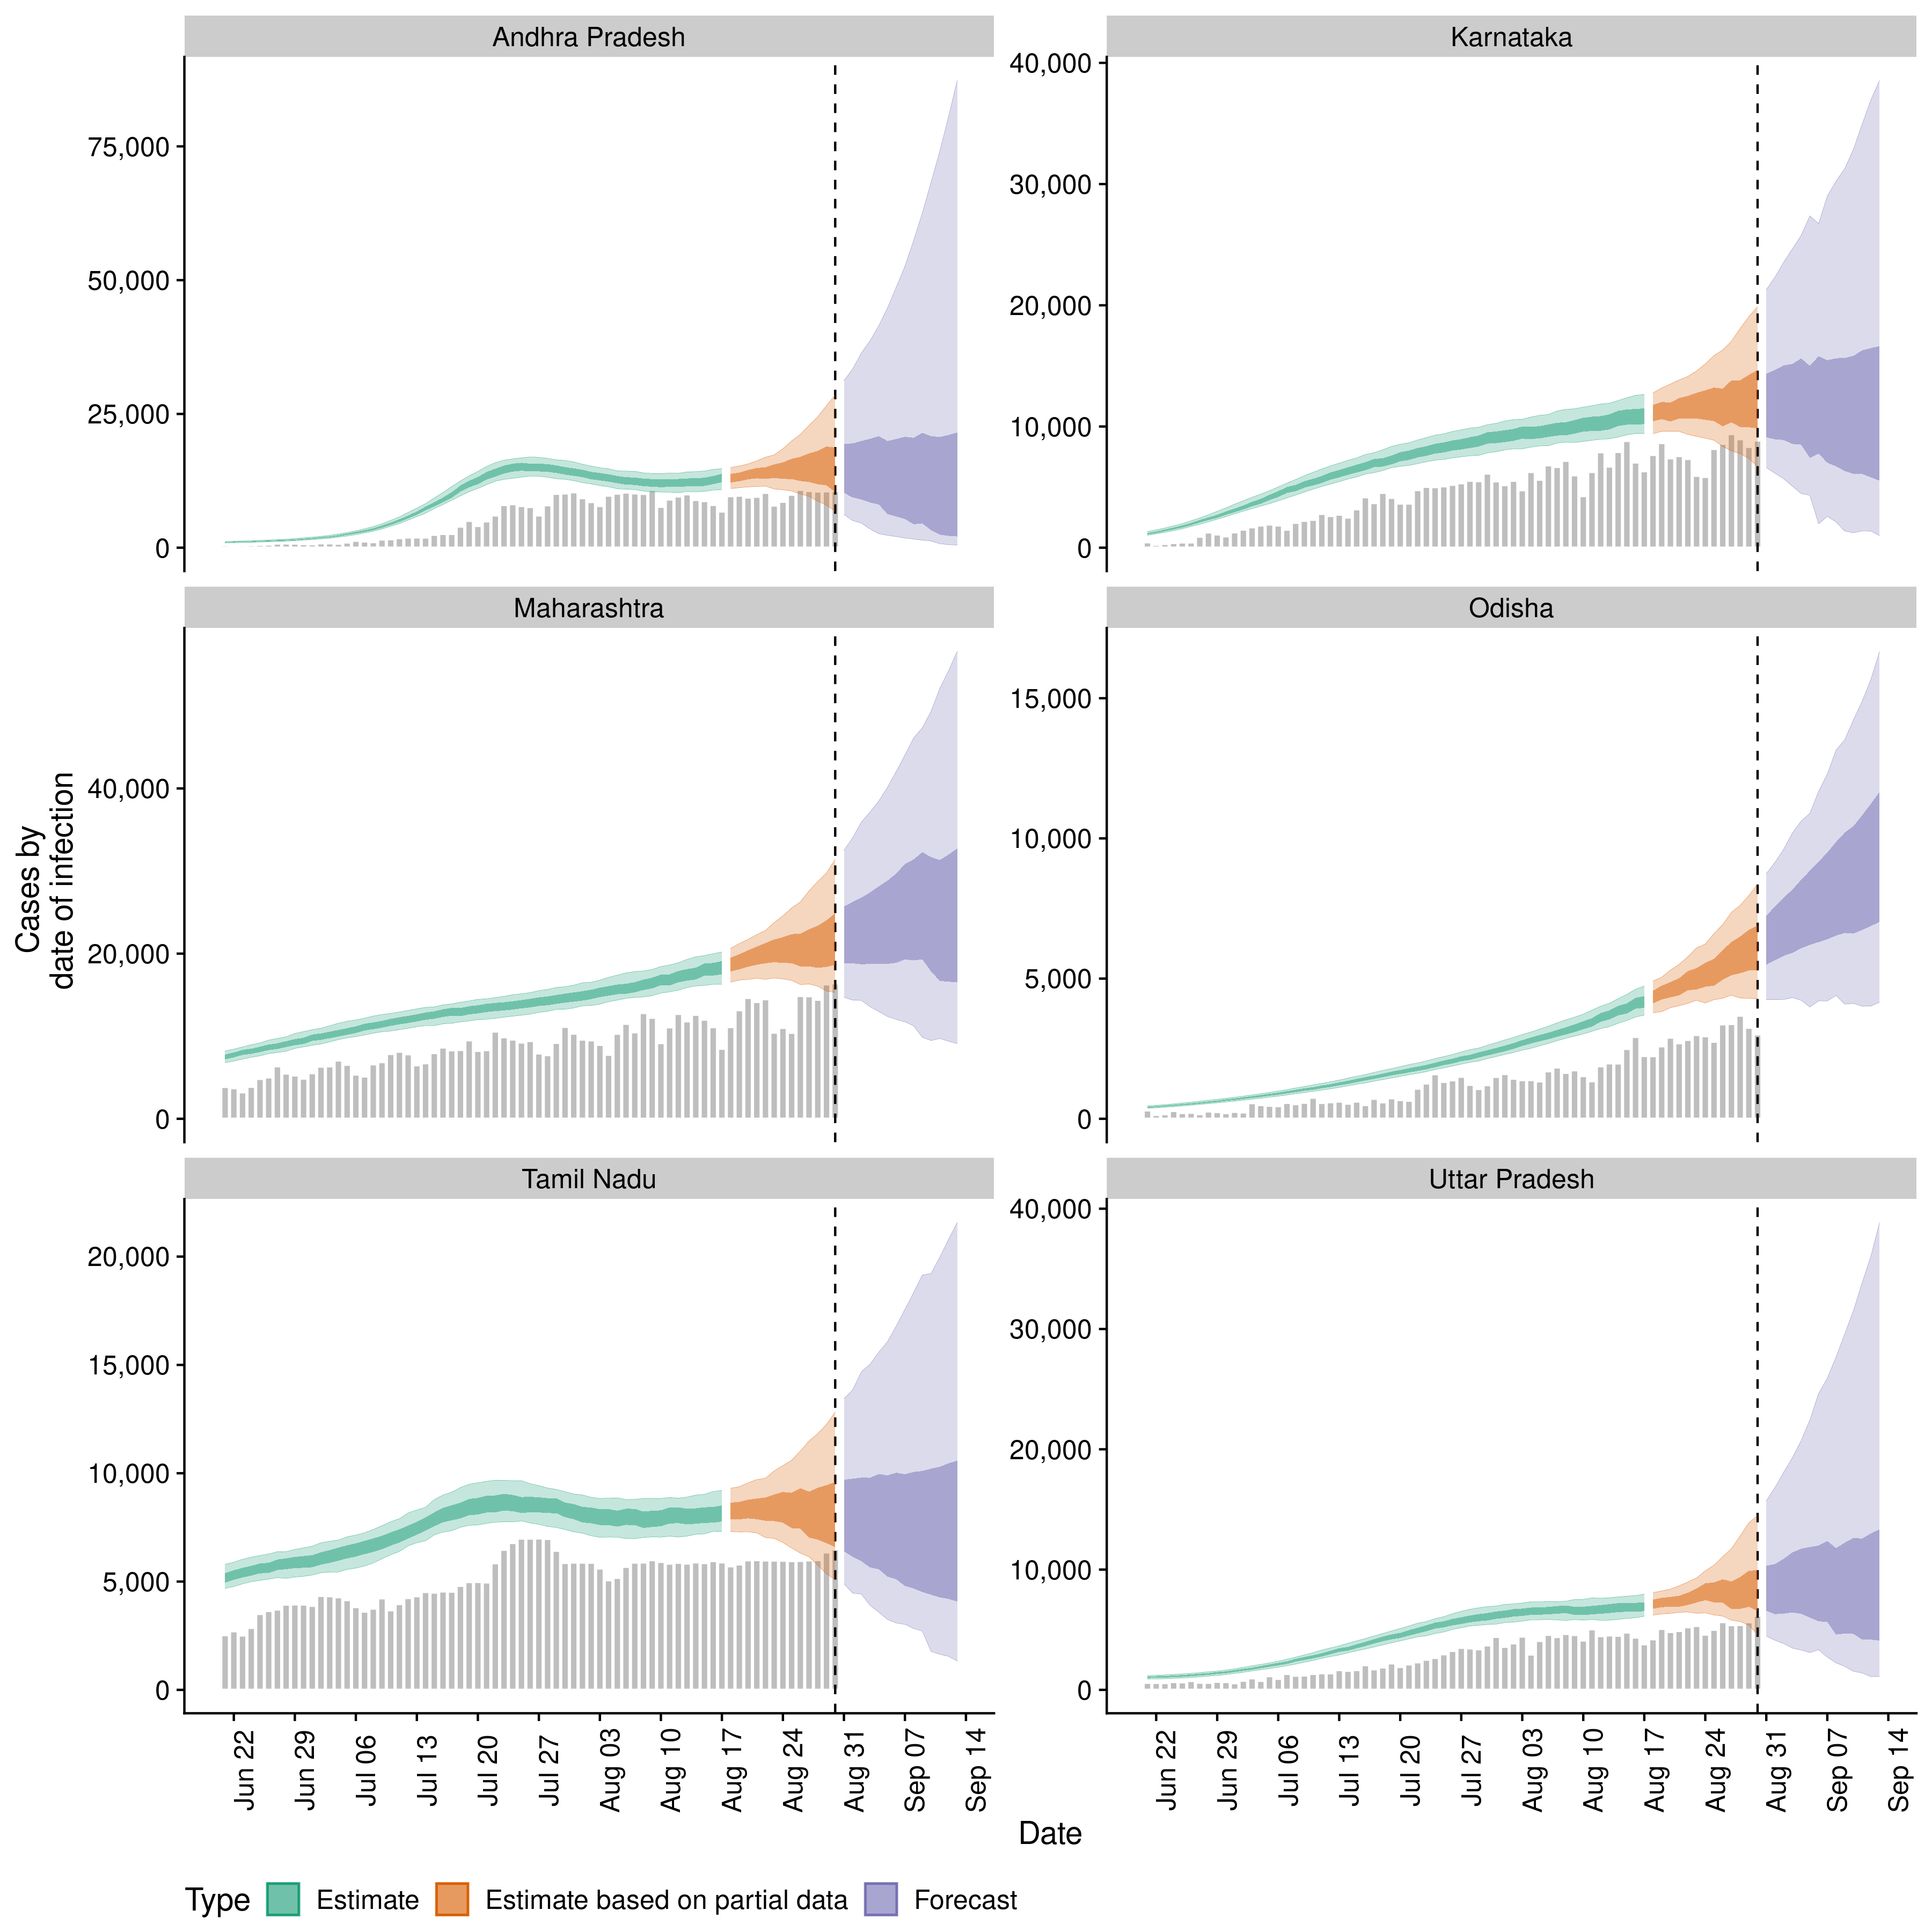 Andhra Pradesh
Karnataka
75,000
50,000
25,000
0
40,000
30,000
20,000
10,000
0
Maharashtra
Odisha
40,000
20,000
0
15,000
10,000
5,000
0
Cases by
date of infection
Tamil Nadu
Uttar Pradesh
20,000
15,000
10,000
5,000
0
40,000
30,000
20,000
10,000
0
Jun 22
Jun 29
Jul 06
Jul 13
Jul 20
Jul 27
Aug 03
Aug 10
Aug 17
Aug 24
Aug 31
Sep 07
Sep 14
Jun 22
Jun 29
Jul 06
Jul 13
Jul 20
Jul 27
Aug 03
Aug 10
Aug 17
Aug 24
Aug 31
Sep 07
Sep 14
Date
Type Estimate Estimate based on partial data Forecast